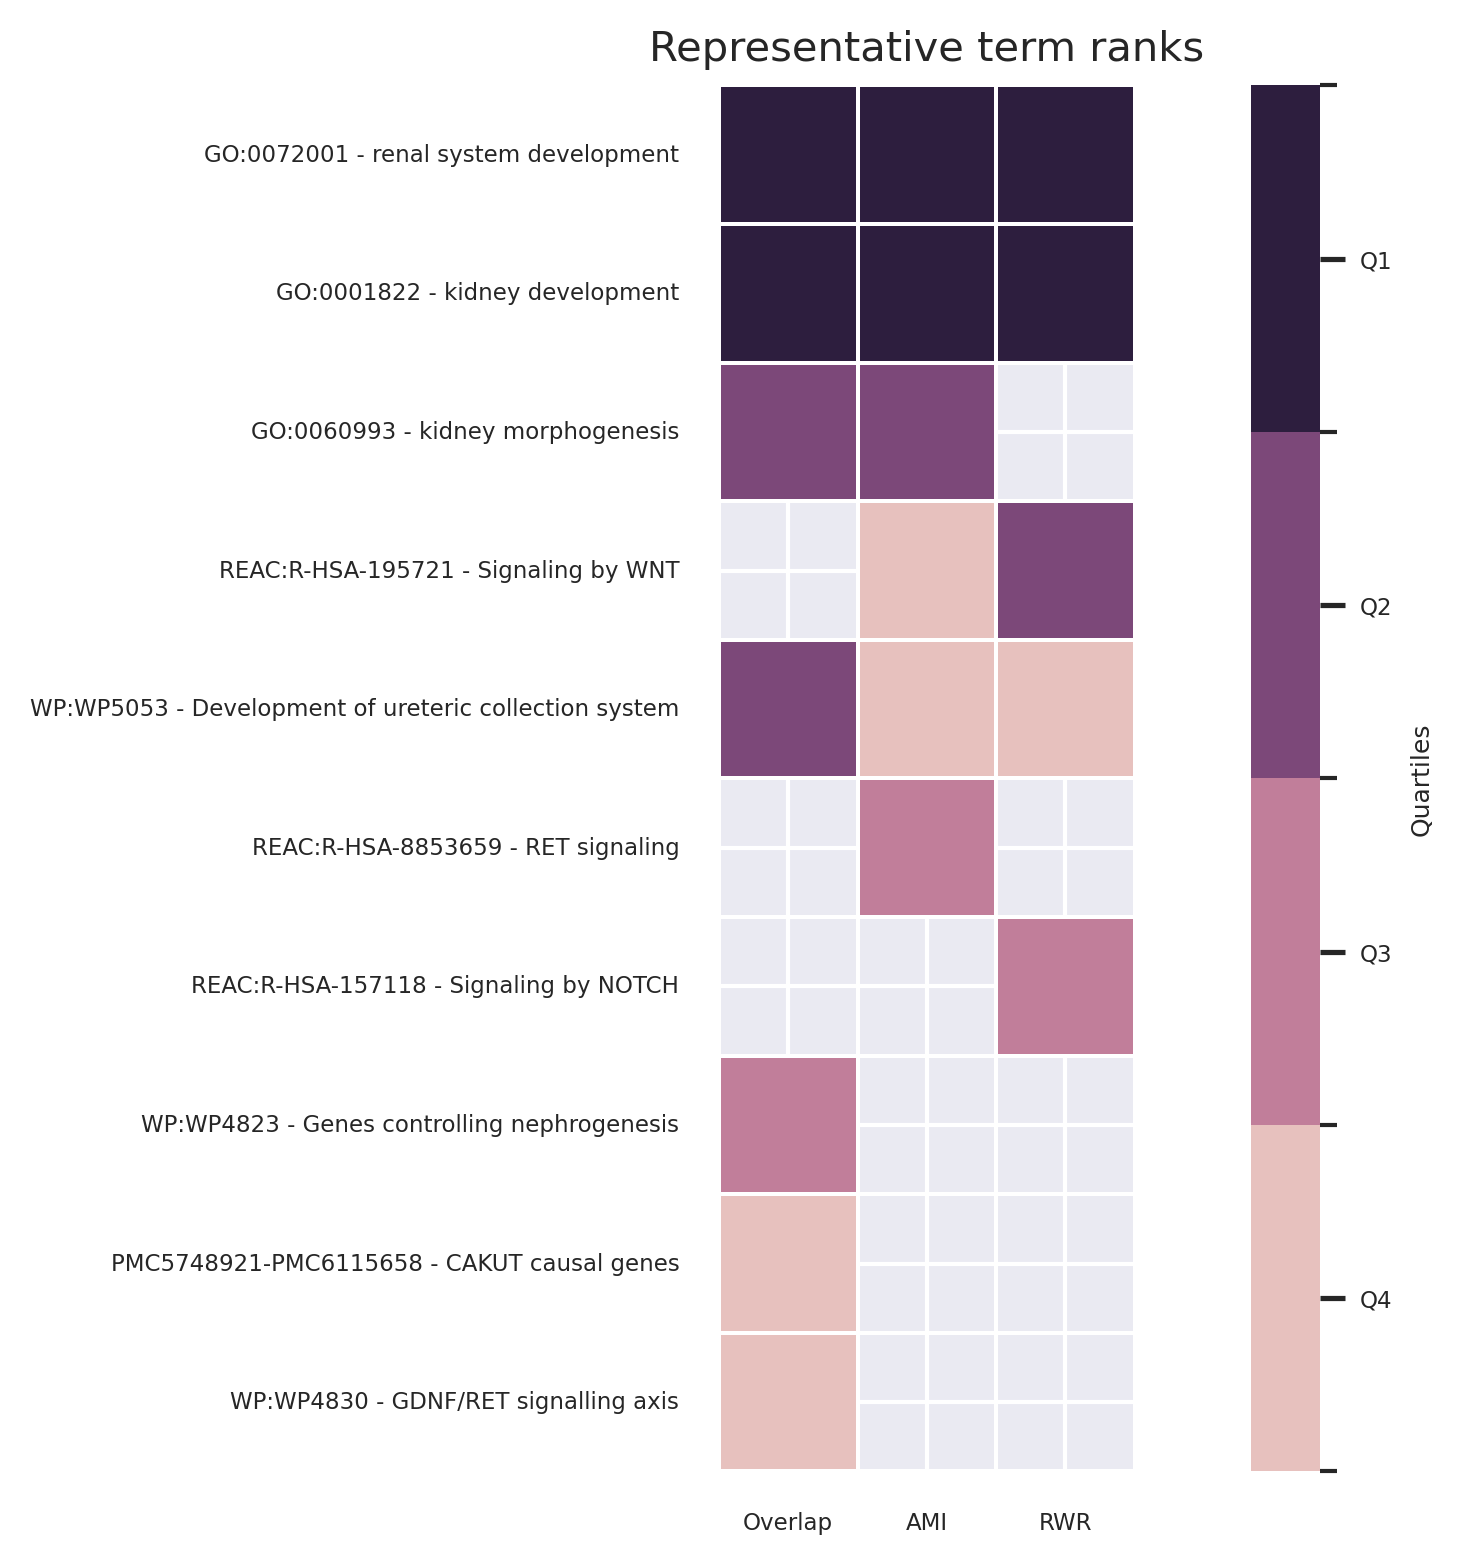 Representative term ranks
GO:0072001 - renal system development
GO:0001822 - kidney development
GO:0060993 - kidney morphogenesis
REAC:R-HSA-195721 - Signaling by WNT
WP:WP5053 - Development of ureteric collection system
REAC:R-HSA-8853659 - RET signaling
REAC:R-HSA-157118 - Signaling by NOTCH
WP:WP4823 - Genes controlling nephrogenesis
PMC5748921-PMC6115658 - CAKUT causal genes
WP:WP4830 - GDNF/RET signalling axis
Overlap
AMI
RWR
Q1
Q2
Q3
Q4
Quartiles